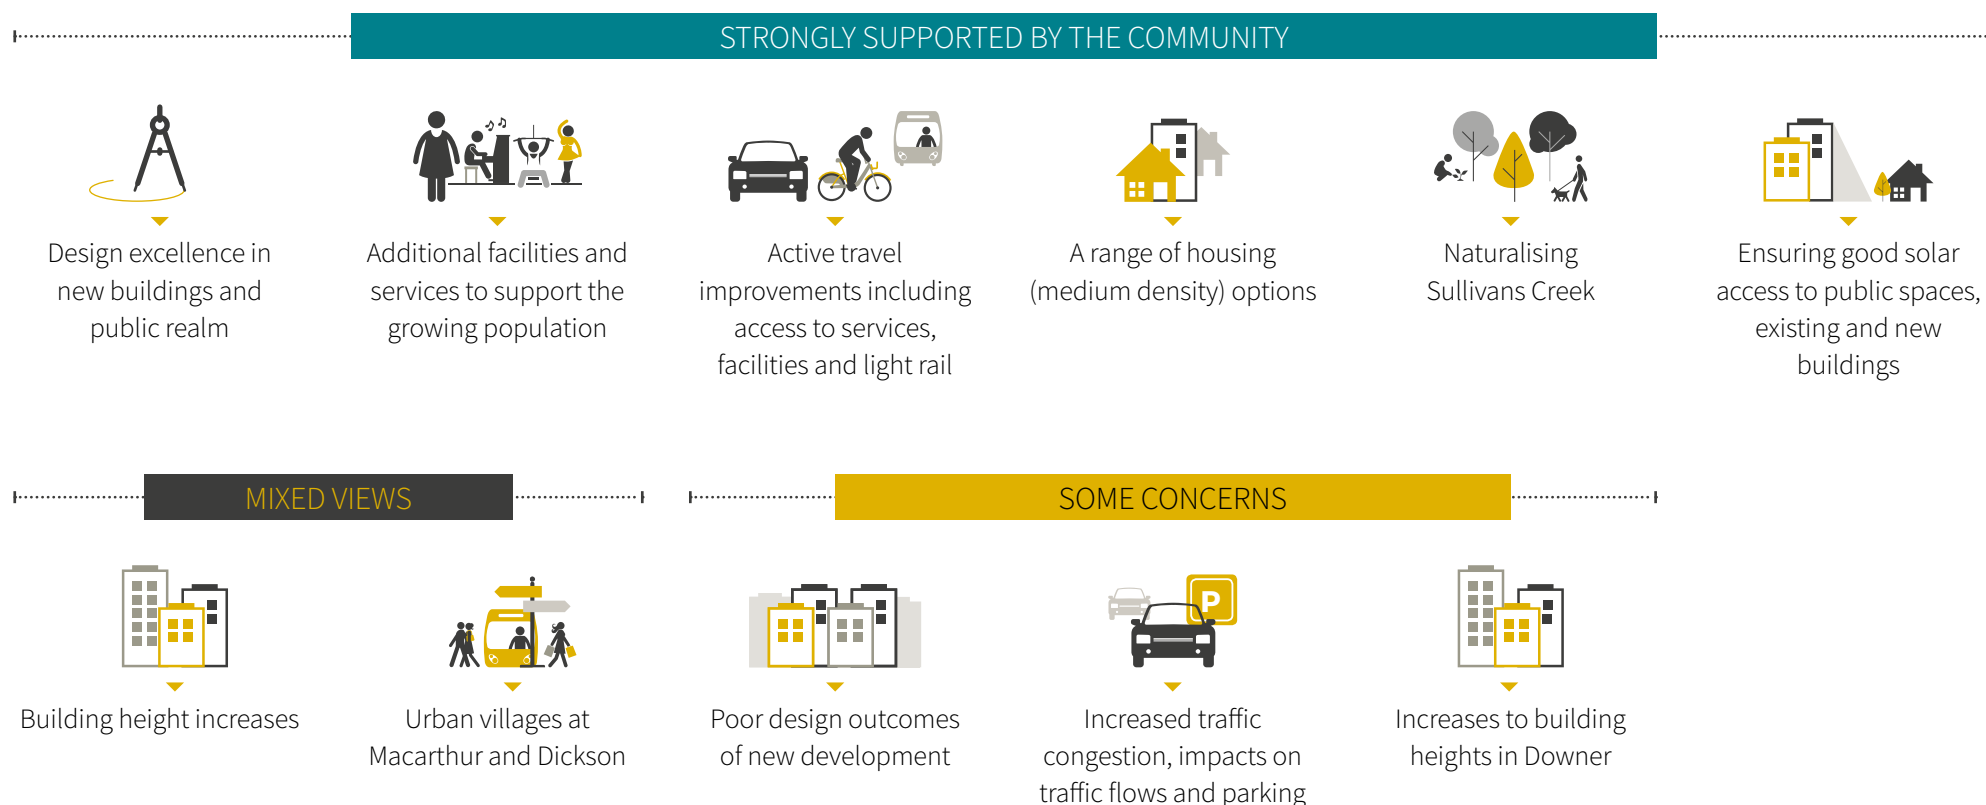 STRONGLY SUPPORTED BY THE COMMUNITY
Design excellence in
new buildings and
public realm
Additional facilities and
services to support the
growing population
Active travel
improvements including
access to services,
facilities and light rail
A range of housing
(medium density) options
Naturalising
Sullivans Creek
Ensuring good solar
access to public spaces,
existing and new
buildings
MIXED VIEWS
Building height increases
Urban villages at
Macarthur and Dickson
SOME CONCERNS
Poor design outcomes
of new development
P
Increased traffic
congestion, impacts on
traffic flows and parking
Increases to building
heights in Downer